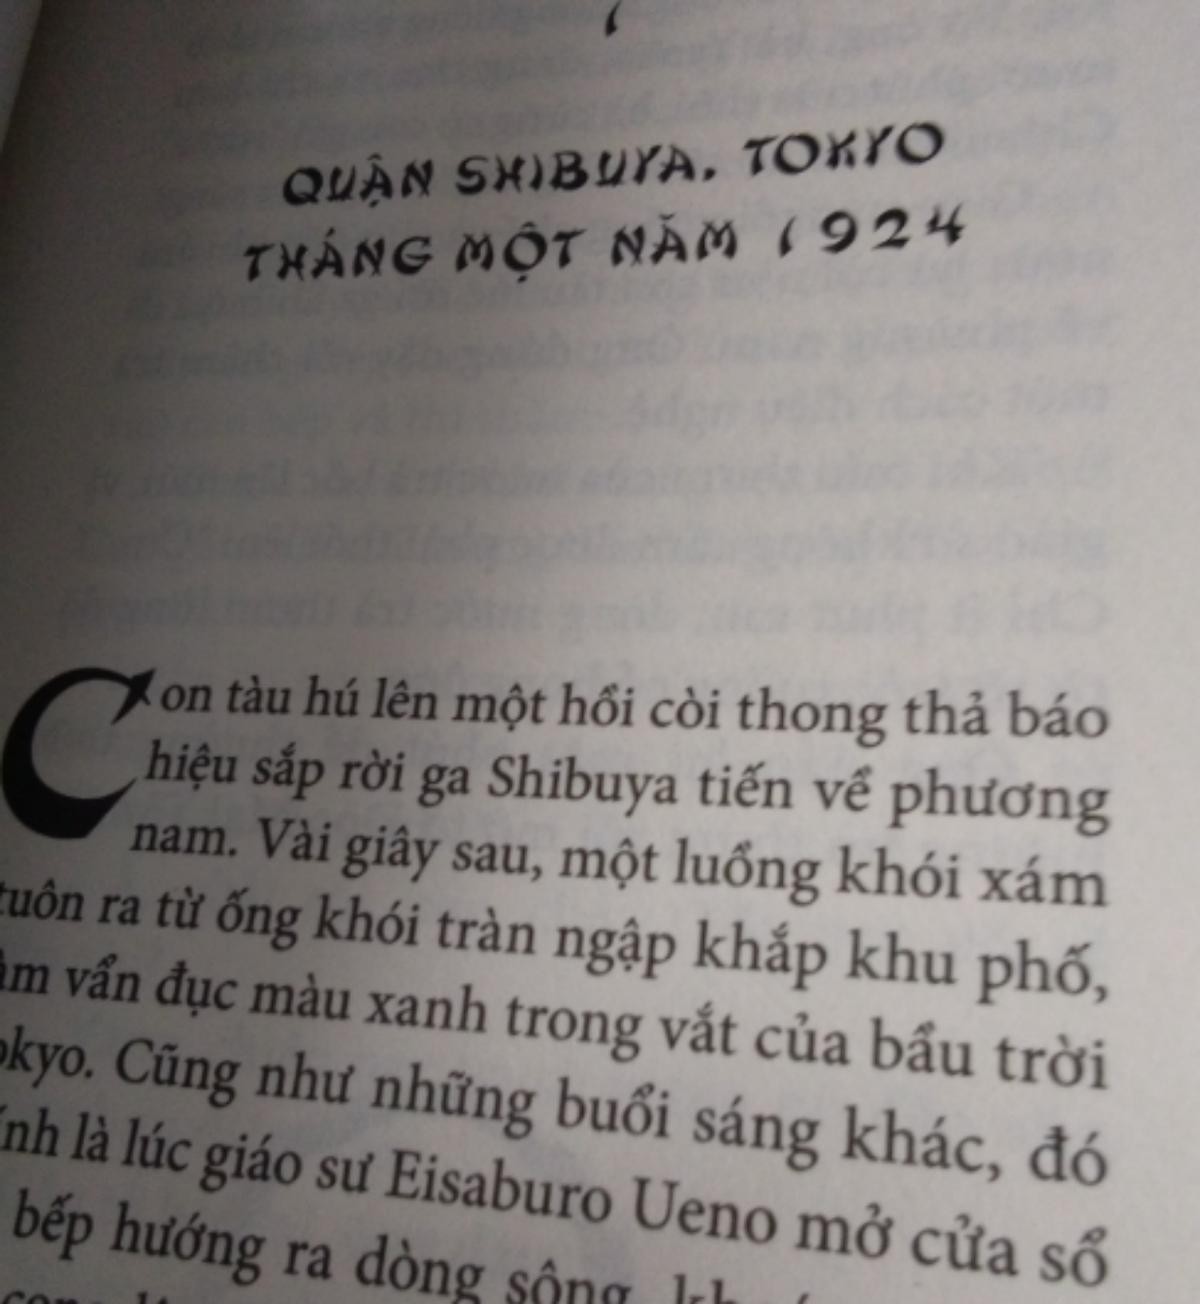 1
QUẬN SHIBUYA, TOKYO
THÁNG MỘT NĂM 1924
Con tàu hú lên một hồi còi thong thả báo
hiệu sắp rời ga Shibuya tiến về phương
nam. Vài giây sau, một luồng khói xám
tuôn ra từ ống khói tràn ngập khắp khu phố,
vẩn đục màu xanh trong vắt của bầu trời
Cũng như những buổi sáng khác, đó
là lúc giáo sư Eisaburo Ueno mở cửa sổ
bếp hướng ra dòng sông,